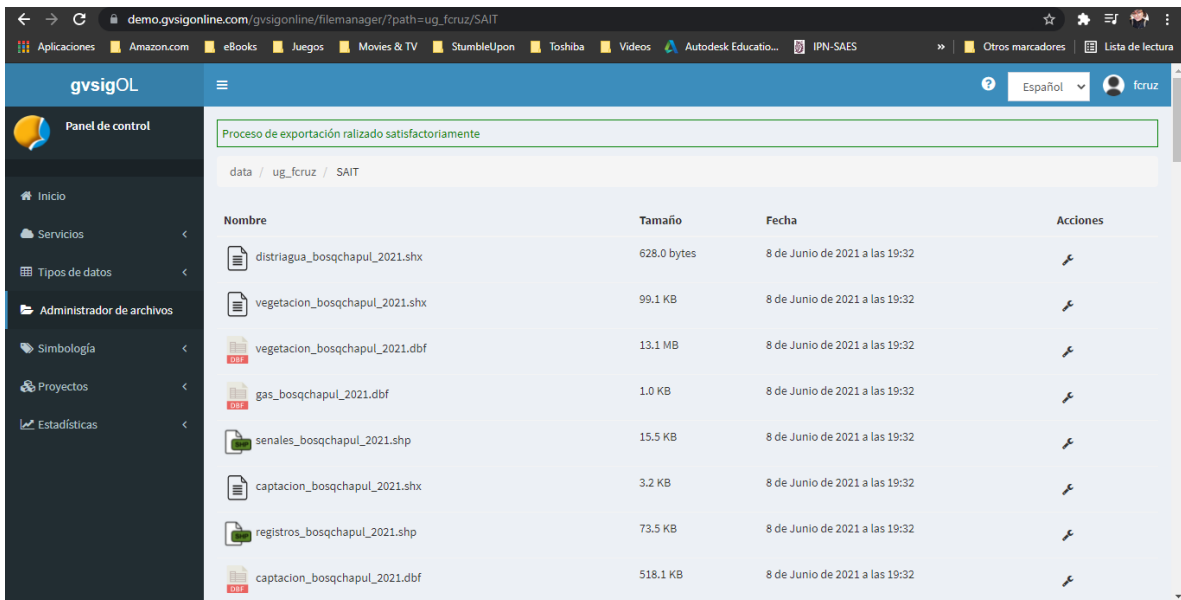 demo.gvsigonline.com/gvsigonline/filemanager/?path=ug_fcruz/SAIT
Aplicaciones Amazon.com eBooks Juegos Movies & TV StumbleUpon Toshiba Videos Autodesk Educatio... IPN-SAES » Otros marcadores Lista de lectura
gvsigOL
Español
fcruz
Panel de control
Proceso de exportación ralizado satisfactoriamente
data / ug_fcruz / SAIT
Inicio
Servicios
Tipos de datos
Administrador de archivos
Simbología
Proyectos
Estadísticas
Nombre Tamaño Fecha Acciones
distriagua_bosqchapul_2021.shx 628.0 bytes 8 de Junio de 2021 a las 19:32
vegetacion_bosqchapul_2021.shx 99.1 KB 8 de Junio de 2021 a las 19:32
DBF vegetacion_bosqchapul_2021.dbf 13.1 MB 8 de Junio de 2021 a las 19:32
DBF gas_bosqchapul_2021.dbf 1.0 KB 8 de Junio de 2021 a las 19:32
SHP senales_bosqchapul_2021.shp 15.5 KB 8 de Junio de 2021 a las 19:32
captacion_bosqchapul_2021.shx 3.2 KB 8 de Junio de 2021 a las 19:32
SHP registros_bosqchapul_2021.shp 73.5 KB 8 de Junio de 2021 a las 19:32
DBF captacion_bosqchapul_2021.dbf 518.1 KB 8 de Junio de 2021 a las 19:32